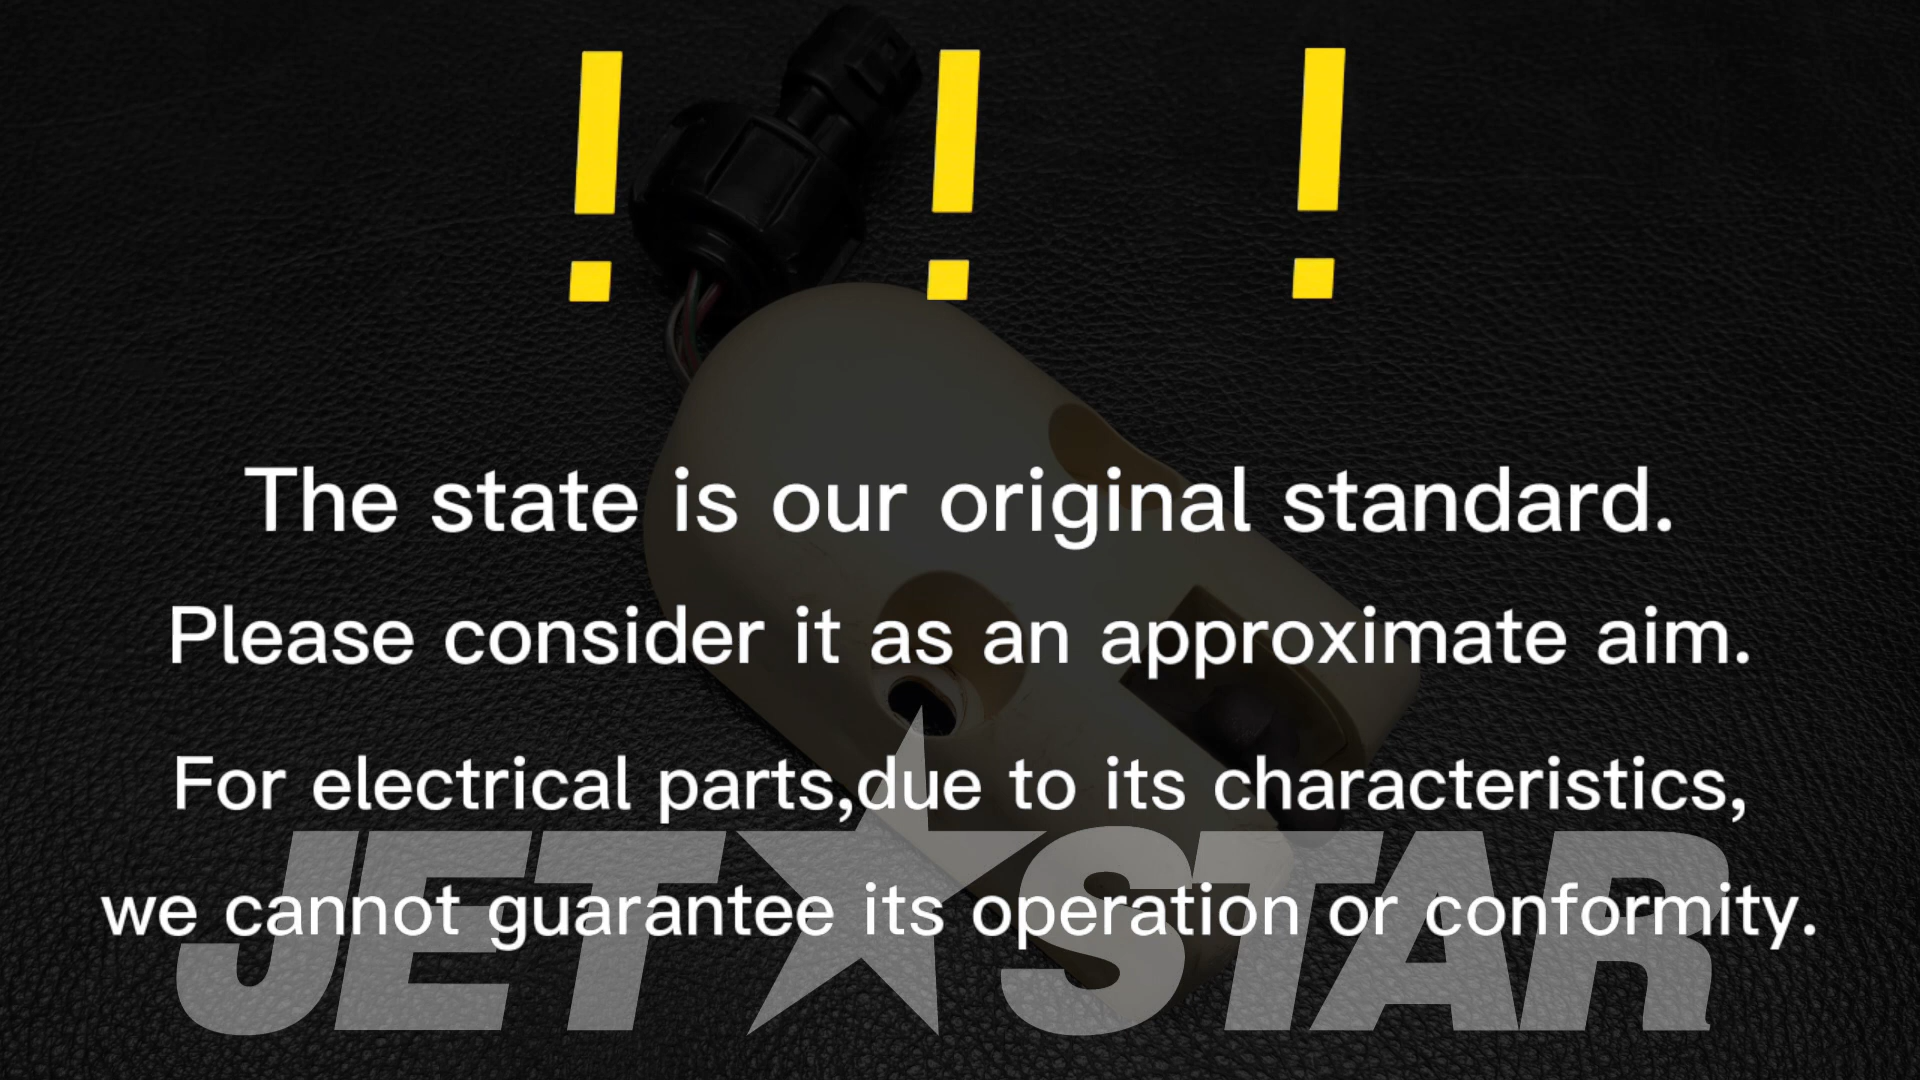 ! ! !
The state is our original standard.
Please consider it as an approximate aim.
For electrical parts,due to its characteristics,
we cannot guarantee its operation or conformity.
JET★STAR